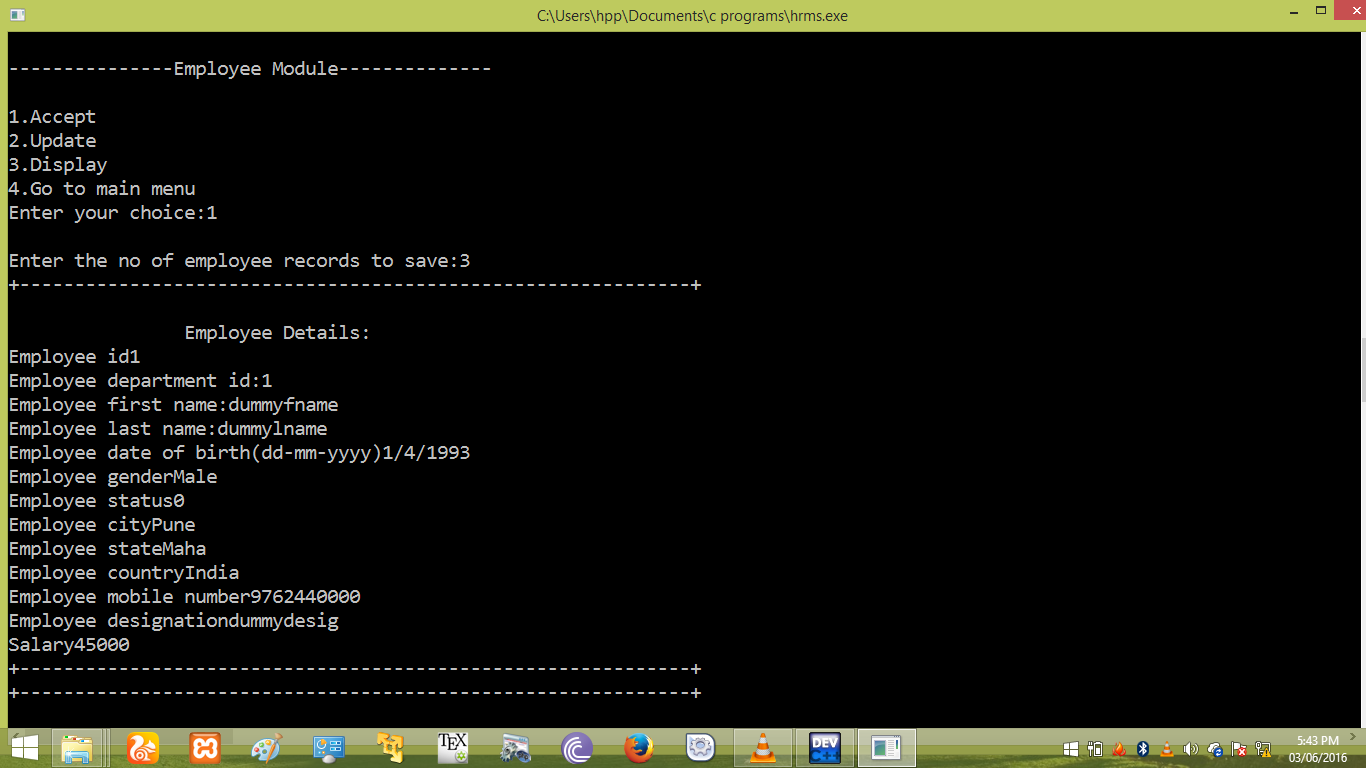 C:\Users\hpp\Documents\c programs\hrms.exe
---------------Employee Module--------------
1.Accept
2.Update
3.Display
4.Go to main menu
Enter your choice:1
Enter the no of employee records to save:3
+-------------------------------------------------------------+
Employee Details:
Employee id1
Employee department id:1
Employee first name:dummyfname
Employee last name:dummylname
Employee date of birth(dd-mm-yyyy)1/4/1993
Employee genderMale
Employee status0
Employee cityPune
Employee stateMaha
Employee countryIndia
Employee mobile number9762440000
Employee designationdummydesig
Salary45000
+-------------------------------------------------------------+
+-------------------------------------------------------------+
TEX
DEV
C++
5:43 PM
03/06/2016